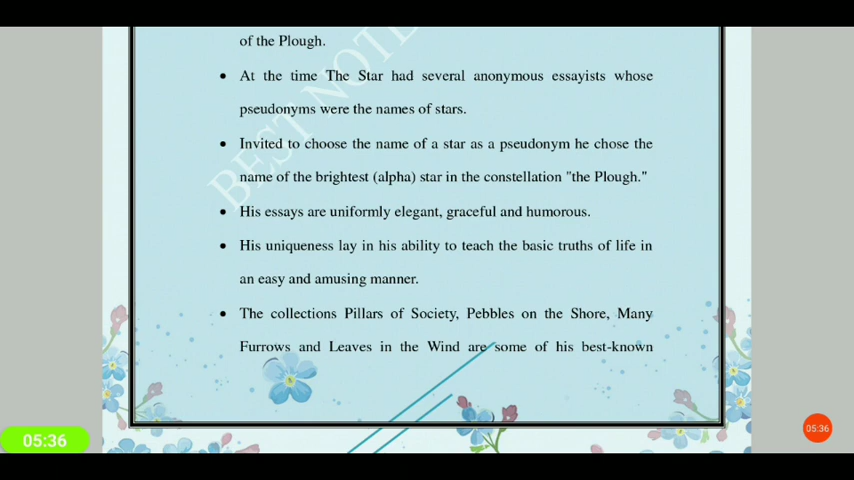 of the Plough.
• At the time The Star had several anonymous essayists whose
pseudonyms were the names of stars.
• Invited to choose the name of a star as a pseudonym he chose the
name of the brightest (alpha) star in the constellation "the Plough."
• His essays are uniformly elegant, graceful and humorous.
• His uniqueness lay in his ability to teach the basic truths of life in
an easy and amusing manner.
• The collections Pillars of Society, Pebbles on the Shore, Many
Furrows and Leaves in the Wind are some of his best-known
BEST NOTE
05:36
05:36